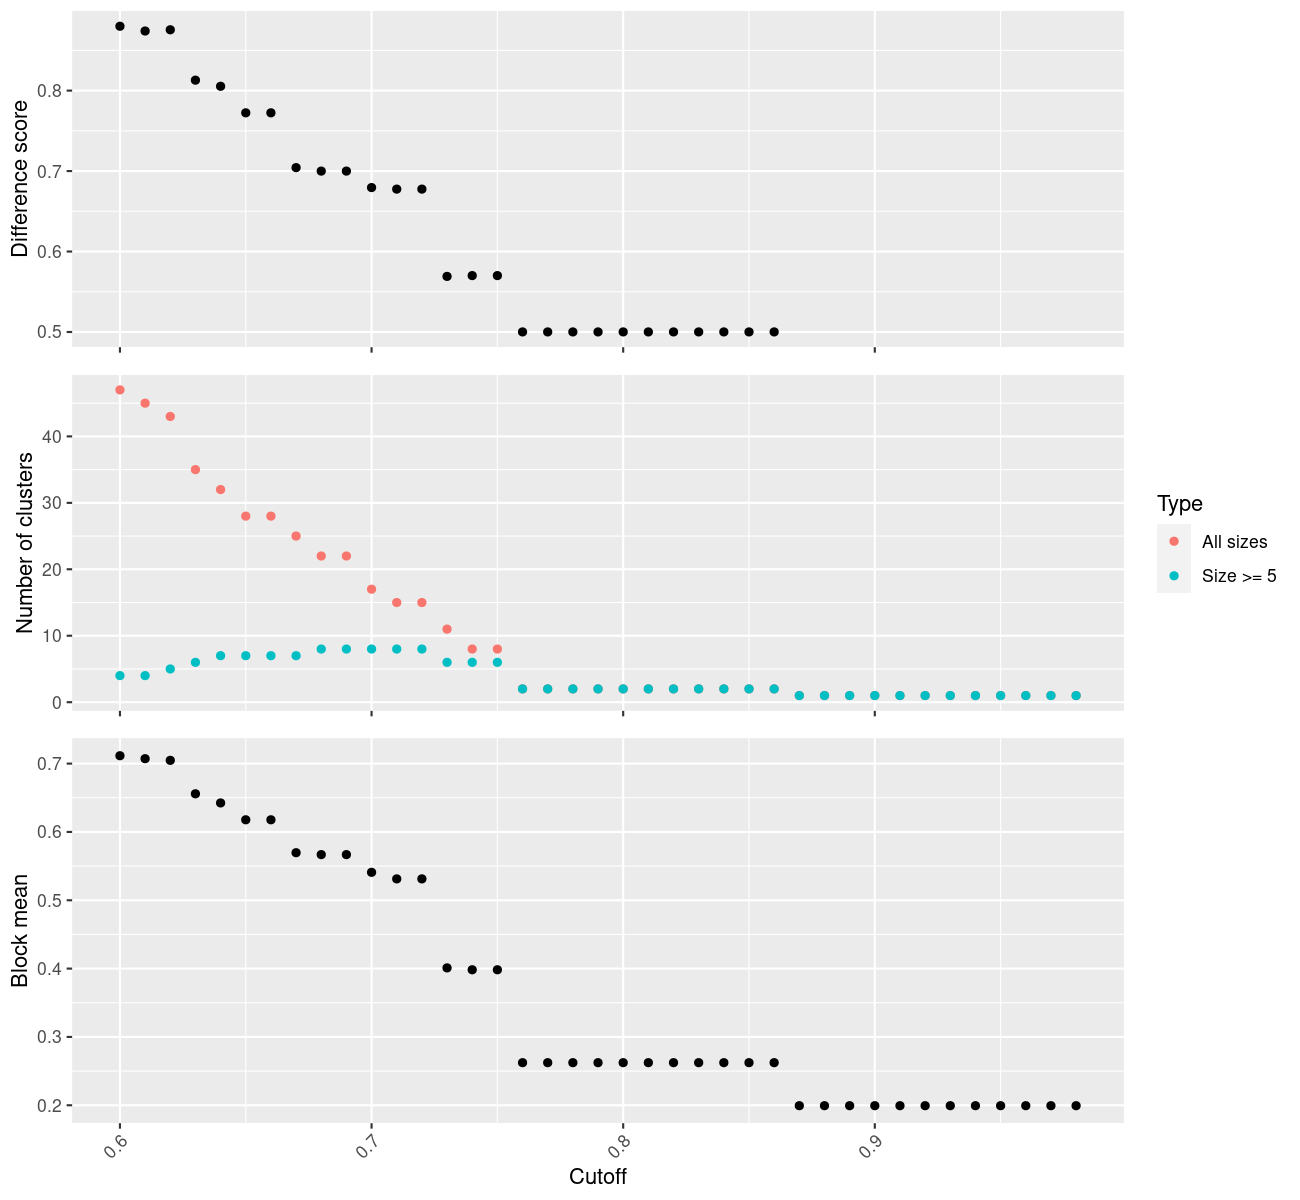 Difference score
0.8
0.7
0.6
0.5
Number of clusters
40
30
20
10
0
Type
All sizes
Size >= 5
Block mean
0.7
0.6
0.5
0.4
0.3
0.2
0.6 0.7 0.8 0.9
Cutoff